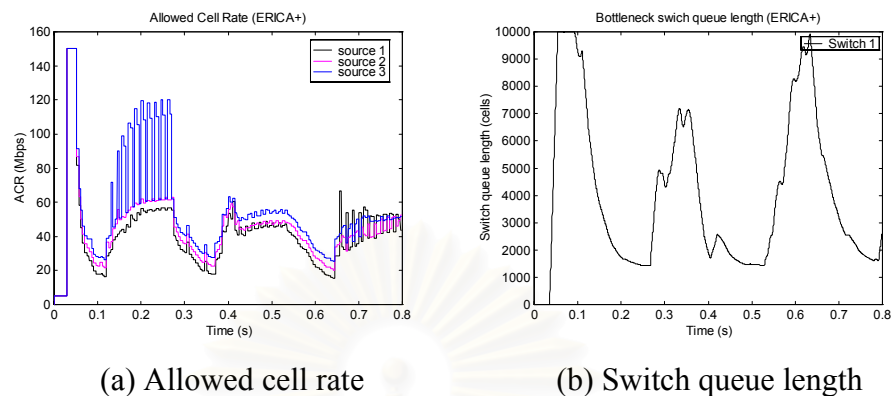 Allowed Cell Rate (ERICA+)
160
140
120
100
80
60
40
20
0
ACR (Mbps)
source 1
source 2
source 3
0 0.1 0.2 0.3 0.4 0.5 0.6 0.7 0.8
Time (s)
(a) Allowed cell rate
Bottleneck swich queue length (ERICA+)
10000
9000
8000
7000
6000
5000
4000
3000
2000
1000
0
Switch queue length (cells)
Switch 1
0 0.1 0.2 0.3 0.4 0.5 0.6 0.7 0.8
Time (s)
(b) Switch queue length